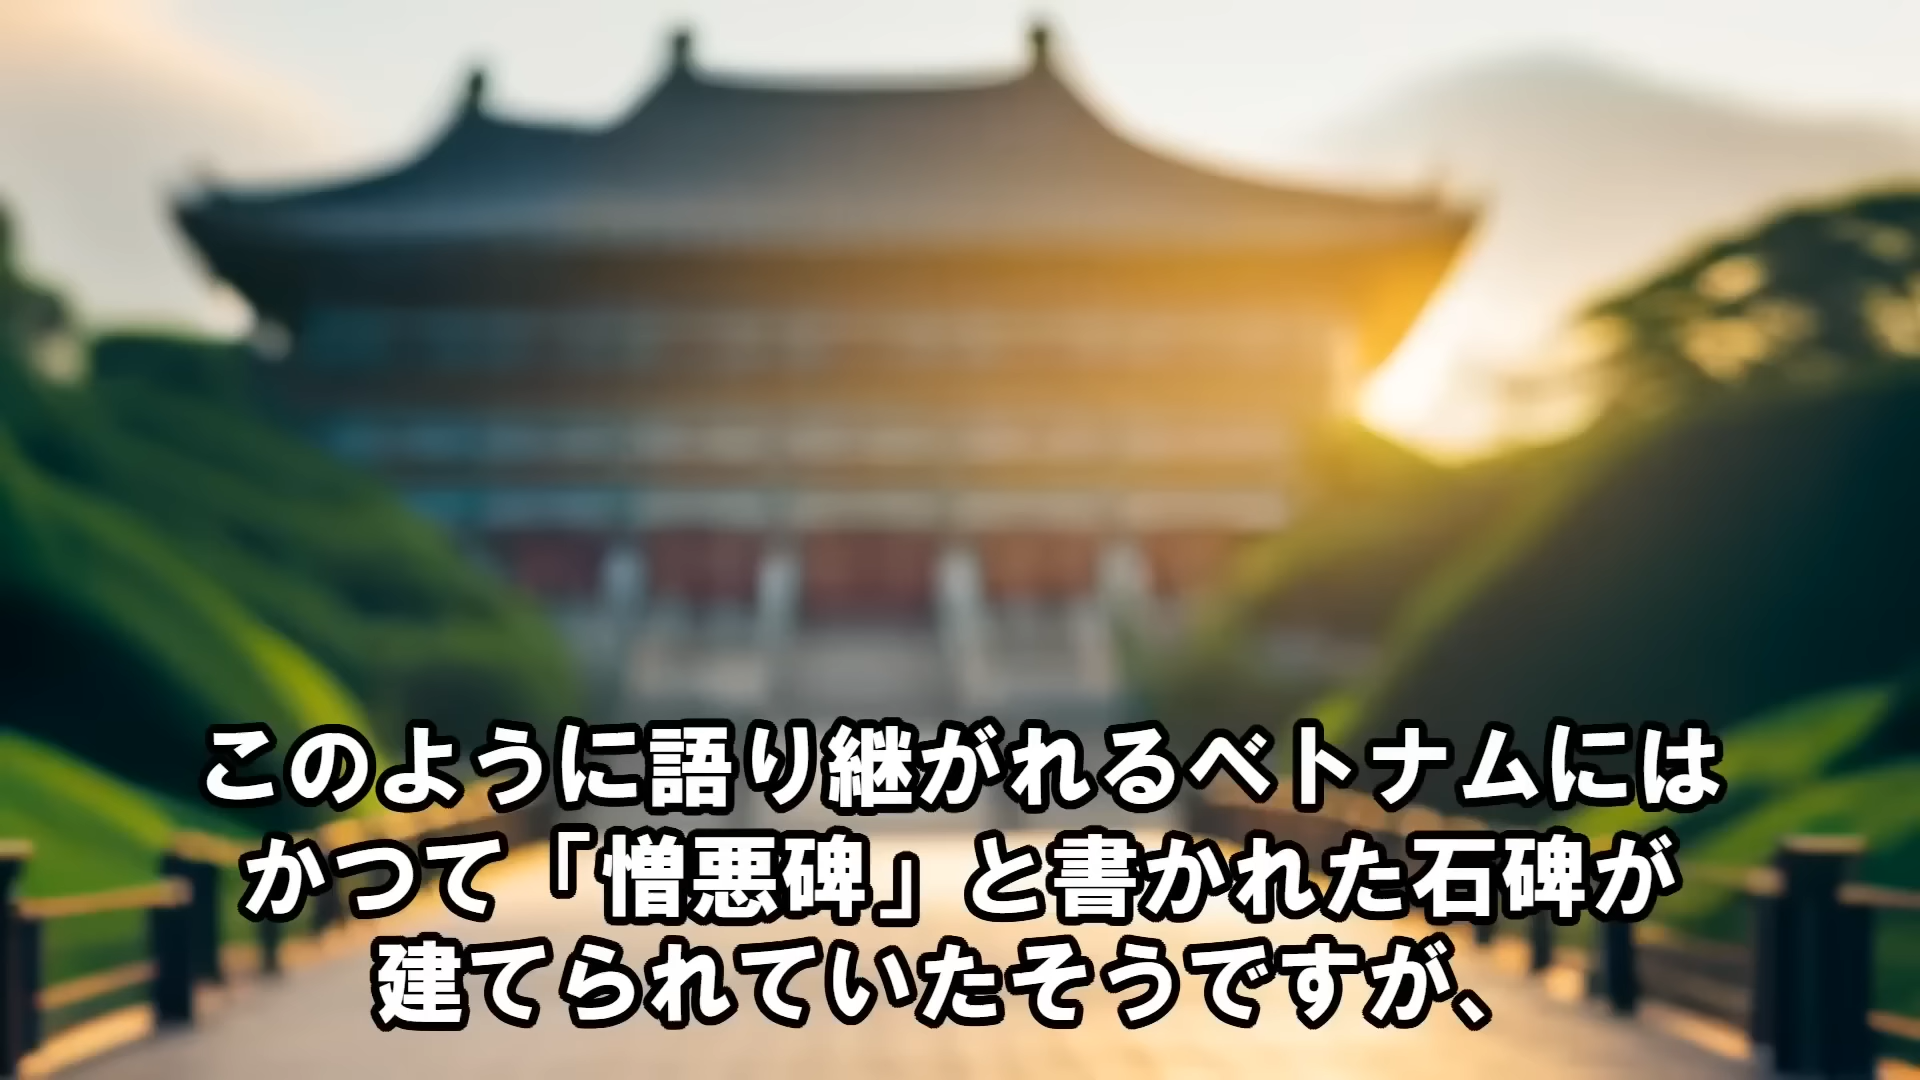 このように語り継がれるベトナムには
かつて「憎悪碑」と書かれた石碑が
建てられていたそうですが、